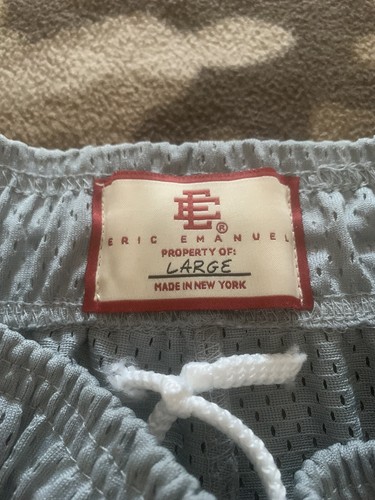 EE®
ERIC EMANUEL
PROPERTY OF:
LARGE
MADE IN NEW YORK